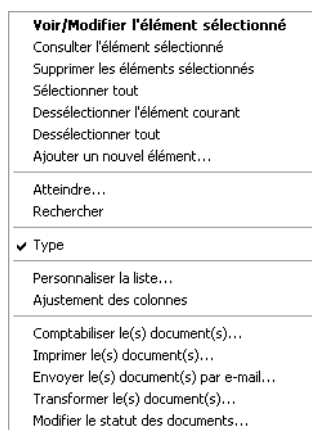 Voir/Modifier l'élément sélectionné
Consulter l'élément sélectionné
Supprimer les éléments sélectionnés
Sélectionner tout
Dessélectionner l'élément courant
Dessélectionner tout
Ajouter un nouvel élément...
Atteindre...
Rechercher
Type
Personnaliser la liste...
Ajustement des colonnes
Comptabiliser le(s) document(s)...
Imprimer le(s) document(s)...
Envoyer le(s) document(s) par e-mail...
Transformer le(s) document(s)...
Modifier le statut des documents...